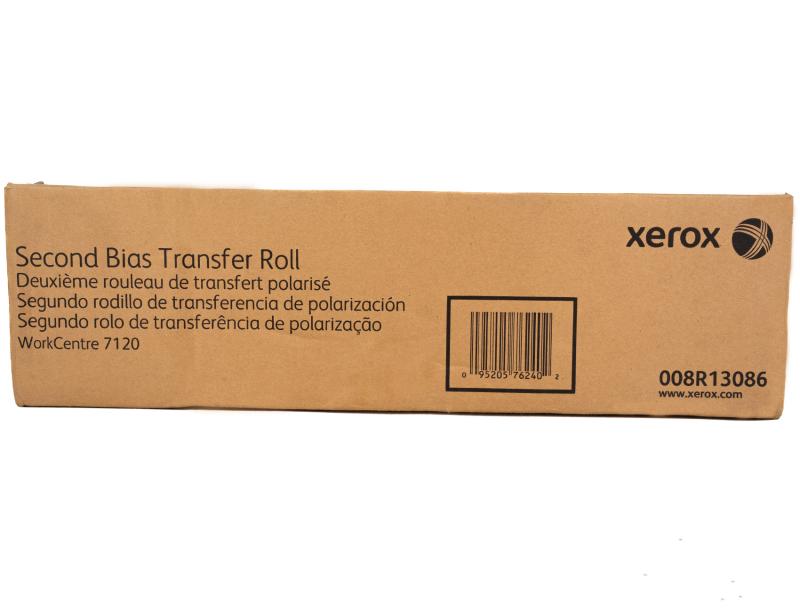 xerox
Second Bias Transfer Roll
Deuxième rouleau de transfert polarisé
Segundo rodillo de transferencia de polarización
Segundo rolo de transferência de polarização
WorkCentre 7120
0 95205 76240 2
008R13086
www.xerox.com